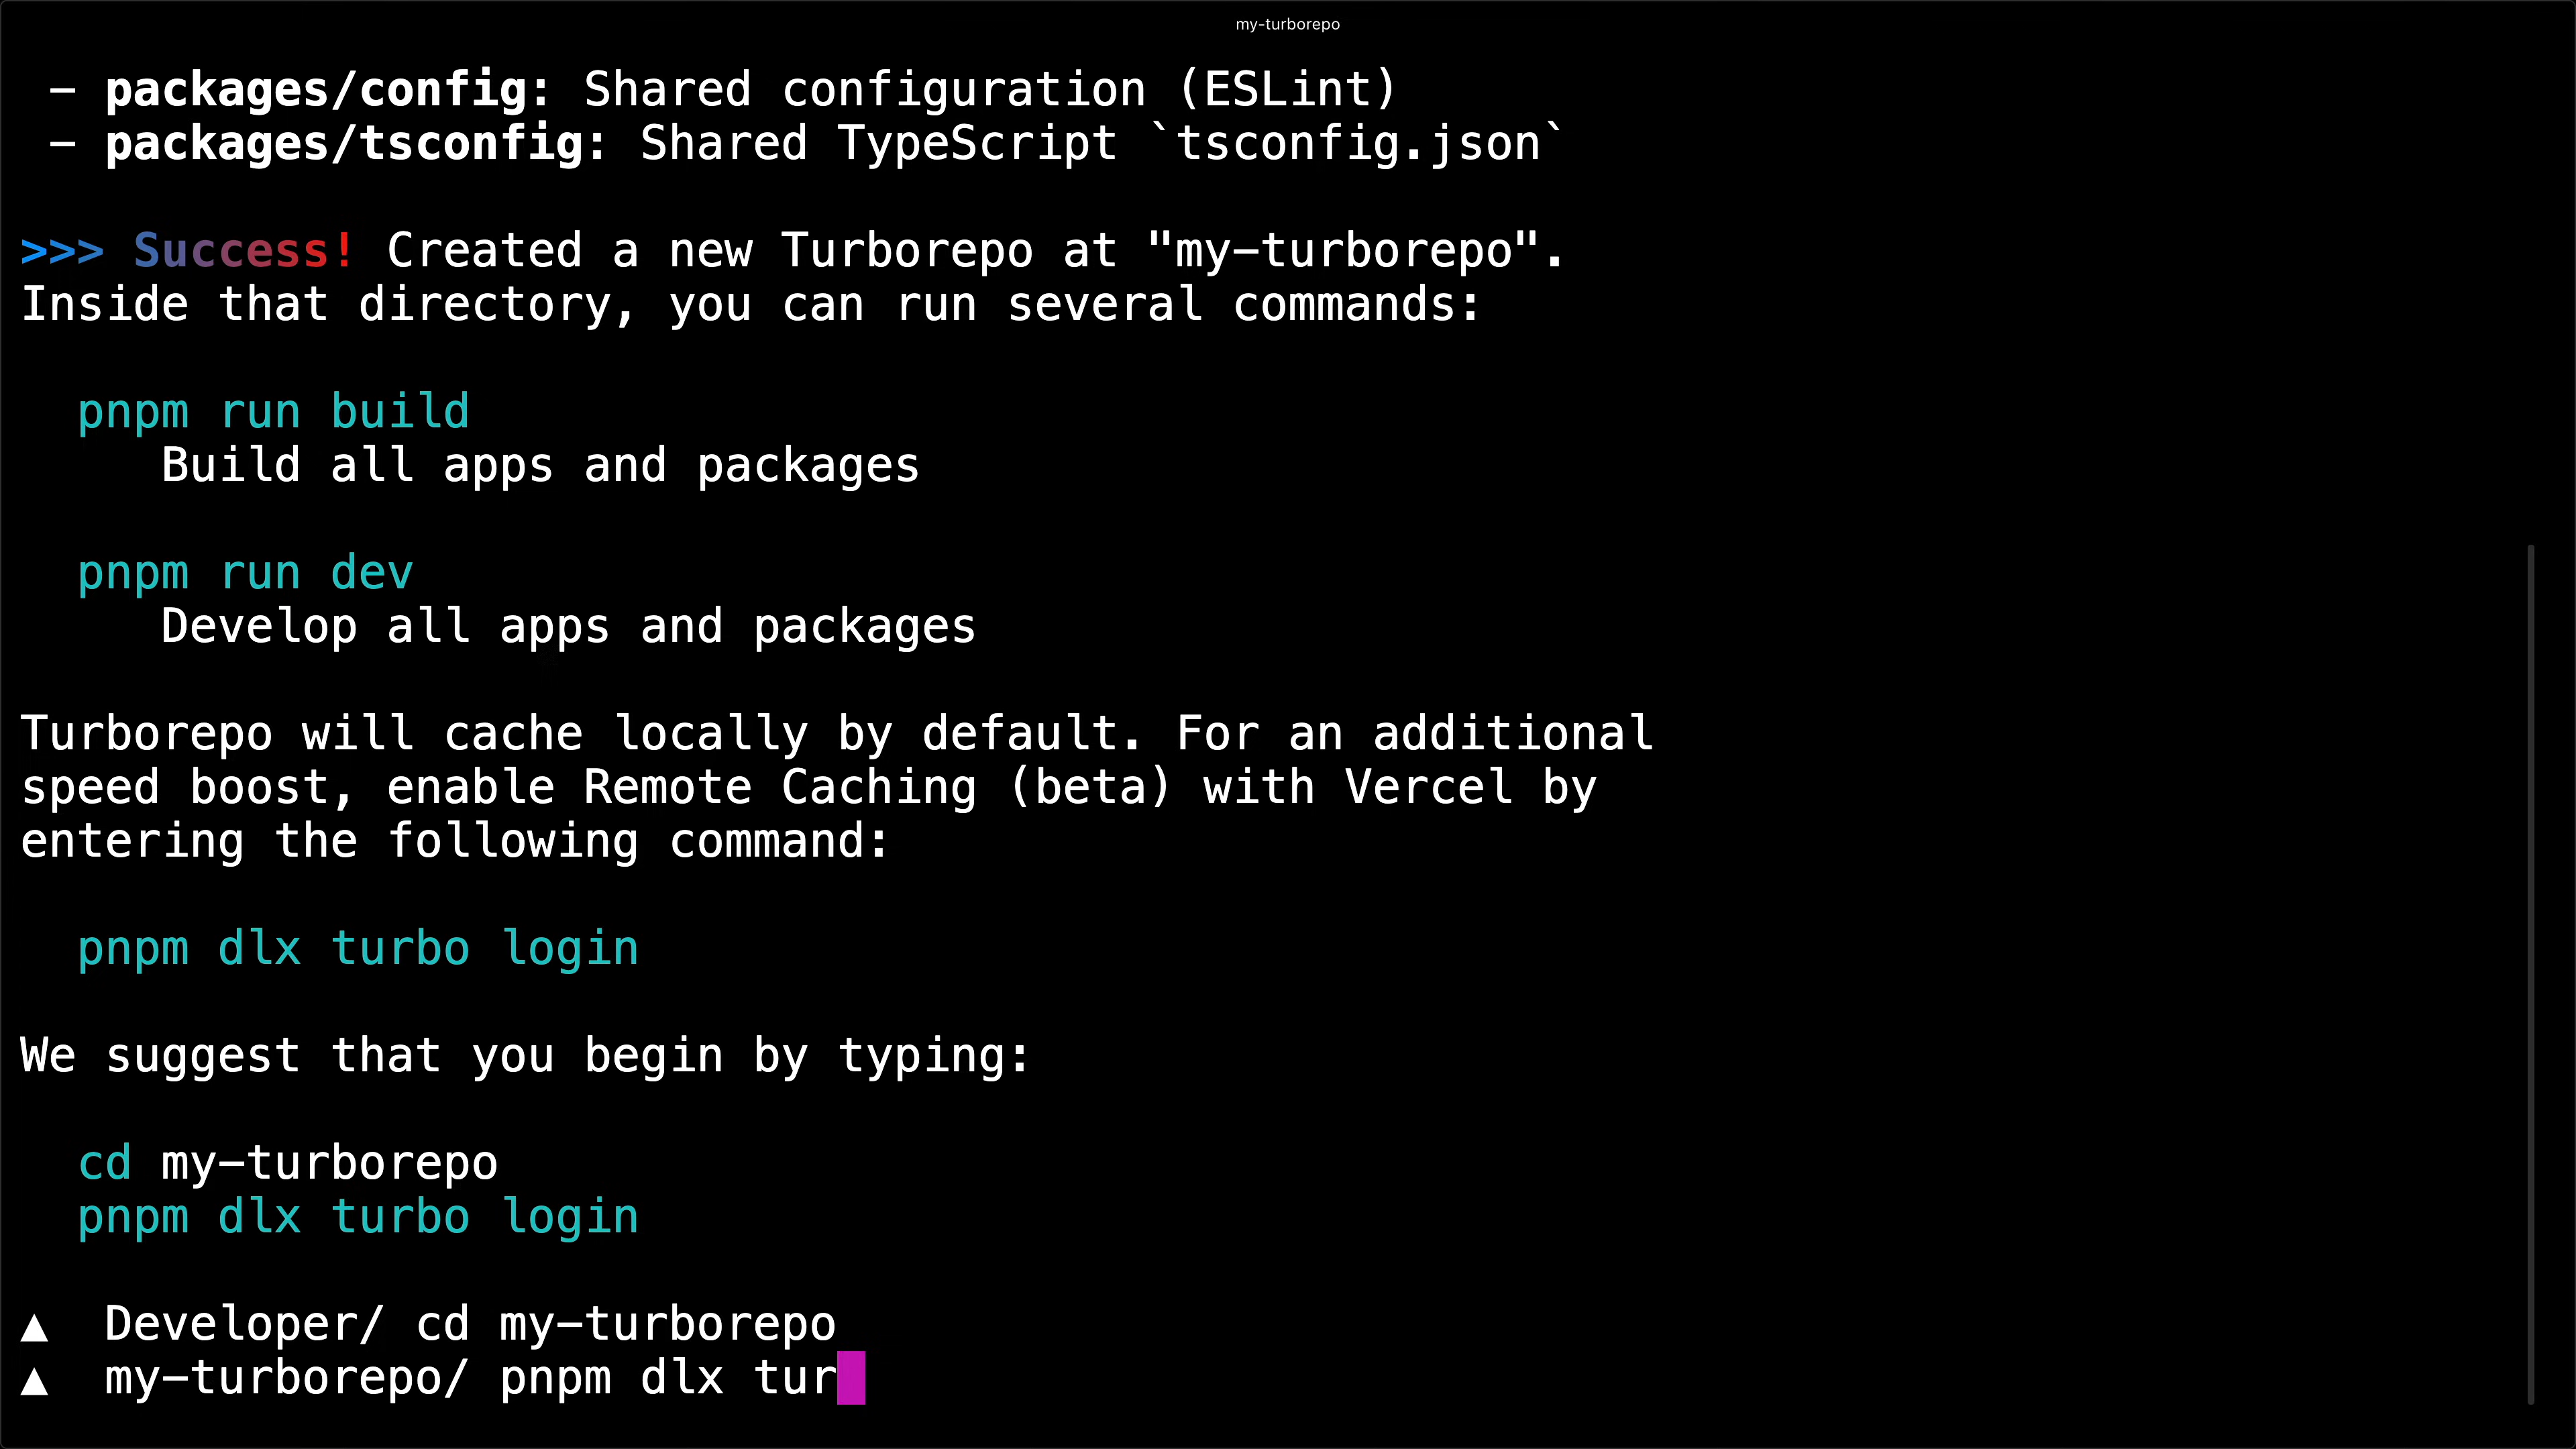 my-turborepo
- packages/config: Shared configuration (ESLint)
- packages/tsconfig: Shared TypeScript `tsconfig.json`
>>> Success! Created a new Turborepo at "my-turborepo".
Inside that directory, you can run several commands:
pnpm run build
Build all apps and packages
pnpm run dev
Develop all apps and packages
Turborepo will cache locally by default. For an additional
speed boost, enable Remote Caching (beta) with Vercel by
entering the following command:
pnpm dlx turbo login
We suggest that you begin by typing:
cd my-turborepo
pnpm dlx turbo login
▲ Developer/ cd my-turborepo
▲ my-turborepo/ pnpm dlx tur